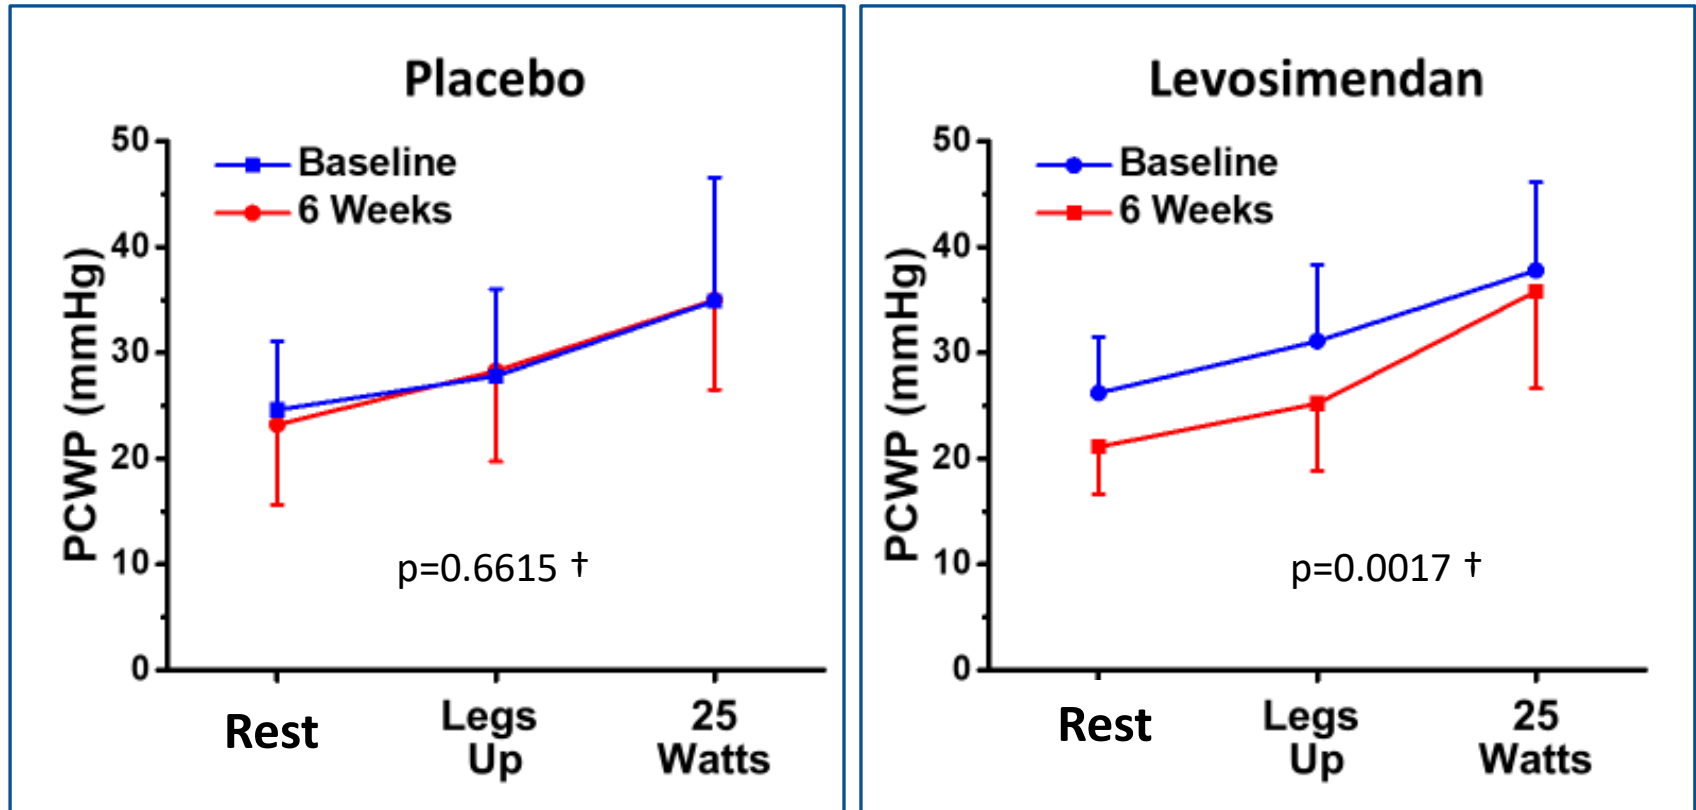 Placebo
50
40
30
20
10
0
PCWP (mmHg)
Baseline
6 Weeks
p=0.6615 †
Rest
Legs
Up
25
Watts
Levosimendan
50
40
30
20
10
0
PCWP (mmHg)
Baseline
6 Weeks
p=0.0017 †
Rest
Legs
Up
25
Watts